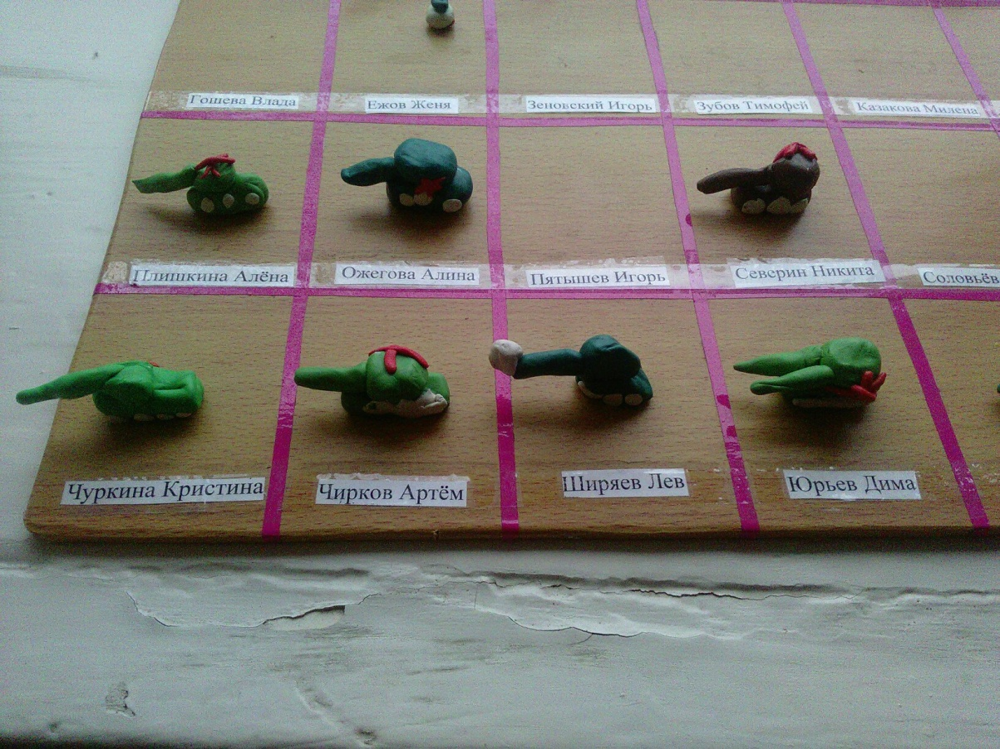 Гошева Влада
Ежов Женя
Зеновский Игорь
Зубов Тимофей
Казакова Милена
Плишкина Алёна
Ожегова Алина
Пятышев Игорь
Северин Никита
Соловьёв
Чуркина Кристина
Чирков Артём
Ширяев Лев
Юрьев Дима